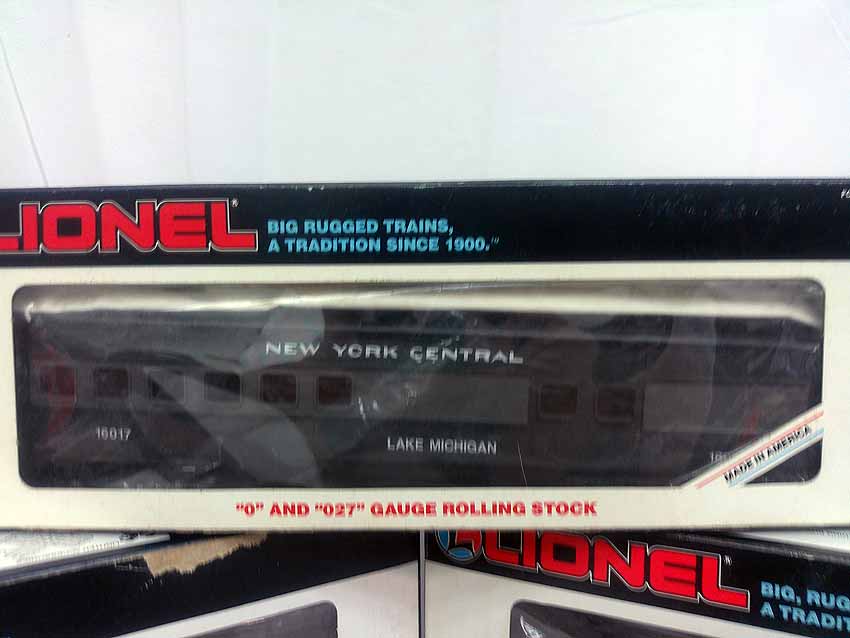 LIONEL®
BIG RUGGED TRAINS,
A TRADITION SINCE 1900.™
NEW YORK CENTRAL
16017
LAKE MICHIGAN
MADE IN AMERICA
"O" AND "027" GAUGE ROLLING STOCK
LIONEL
BIG, RUG
A TRADIT